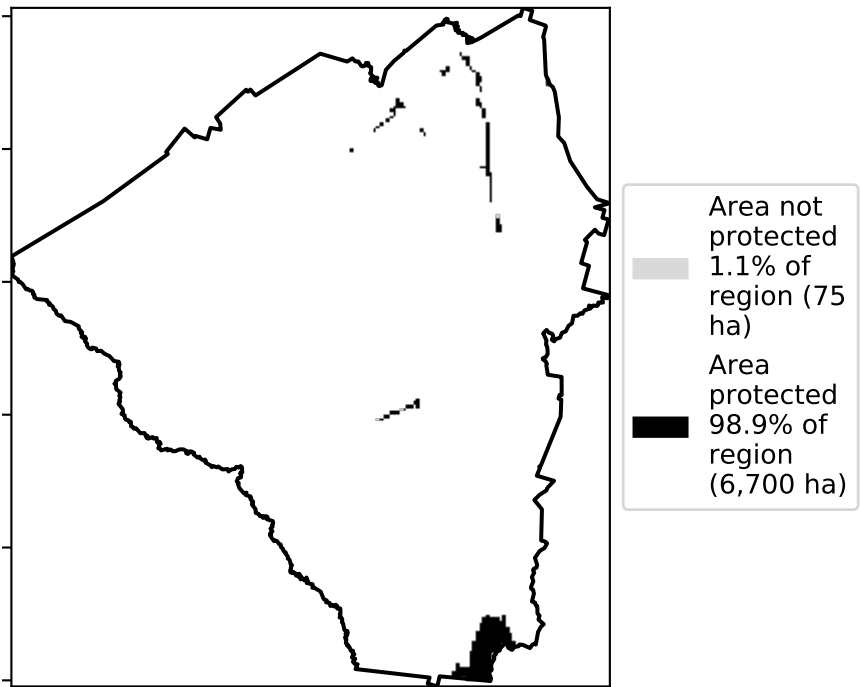 Area not
protected
1.1% of
region (75
ha)
Area
protected
98.9% of
region
(6,700 ha)